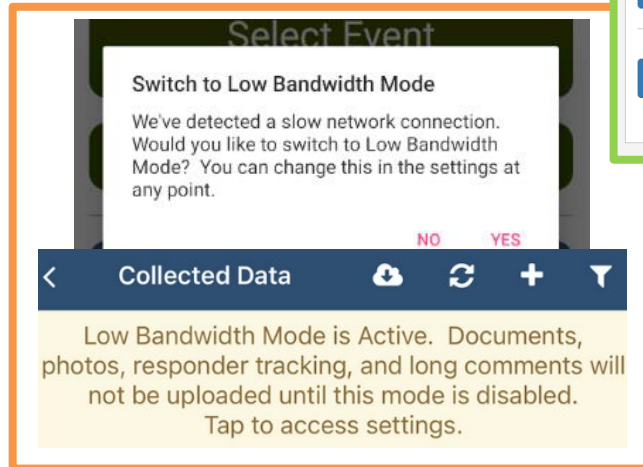 Select Event
Switch to Low Bandwidth Mode
We've detected a slow network connection.
Would you like to switch to Low Bandwidth
Mode? You can change this in the settings at
any point.
NO YES
Collected Data
Low Bandwidth Mode is Active. Documents,
photos, responder tracking, and long comments will
not be uploaded until this mode is disabled.
Tap to access settings.